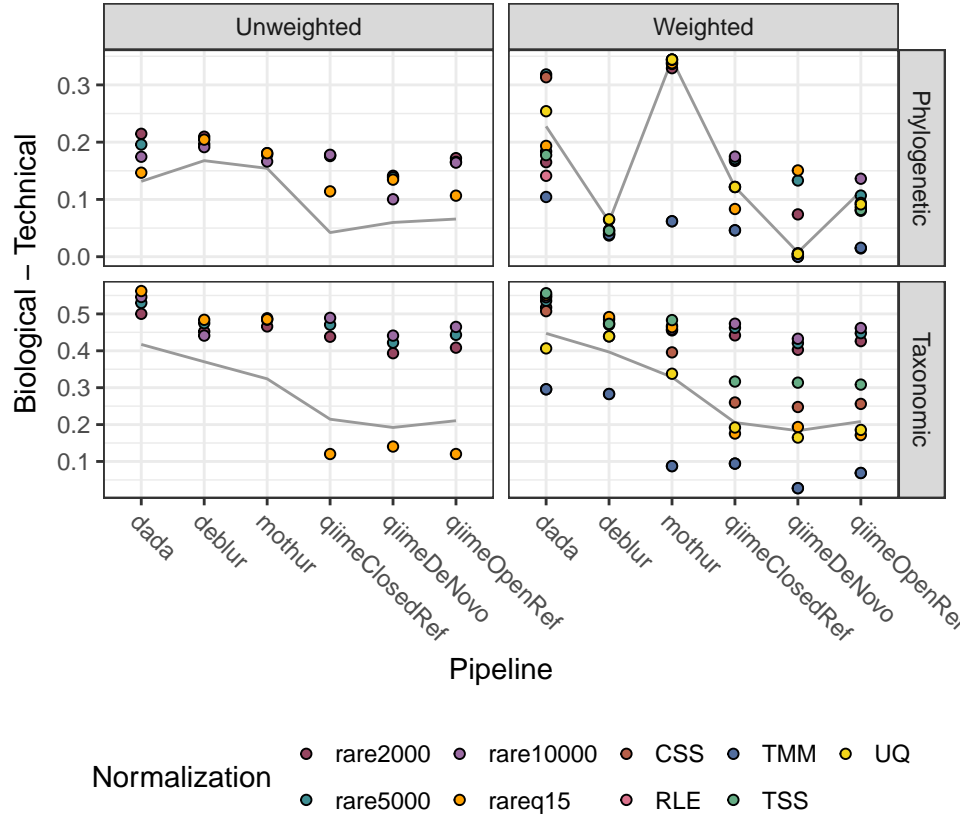 Unweighted
Weighted
Biological − Technical
0.3
0.2
0.1
0.0
Phylogenetic
0.5
0.4
0.3
0.2
0.1
Taxonomic
dada
deblur
mothur
qiimeClosedRef
qiimeDeNovo
qiimeOpenRef
dada
deblur
mothur
qiimeClosedRef
qiimeDeNovo
qiimeOpenRef
Pipeline
Normalization
rare2000 rare10000 CSS TMM UQ
rare5000 rareq15 RLE TSS